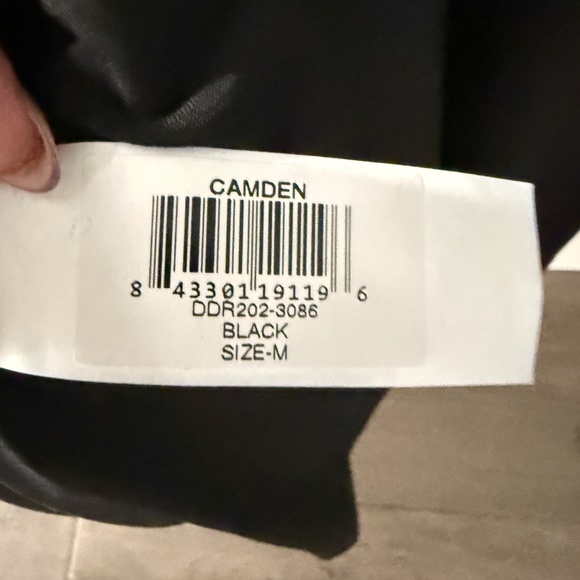 CAMDEN
8 43301 19119 6
DDR202-3086
BLACK
SIZE-M